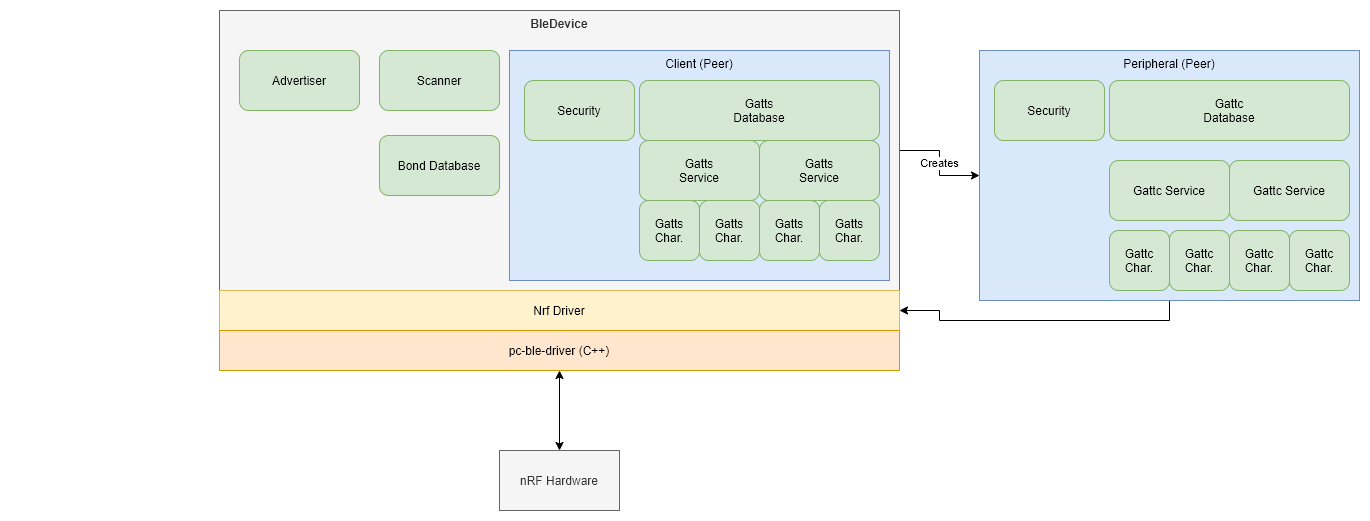 BleDevice
Advertiser
Scanner
Bond Database
Client (Peer)
Security
Gatts
Database
Gatts
Service
Gatts
Service
Gatts
Char.
Gatts
Char.
Gatts
Char.
Gatts
Char.
Creates
Peripheral (Peer)
Security
Gattc
Database
Gattc Service
Gattc Service
Gattc
Char.
Gattc
Char.
Gattc
Char.
Gattc
Char.
Nrf Driver
pc-ble-driver (C++)
nRF Hardware